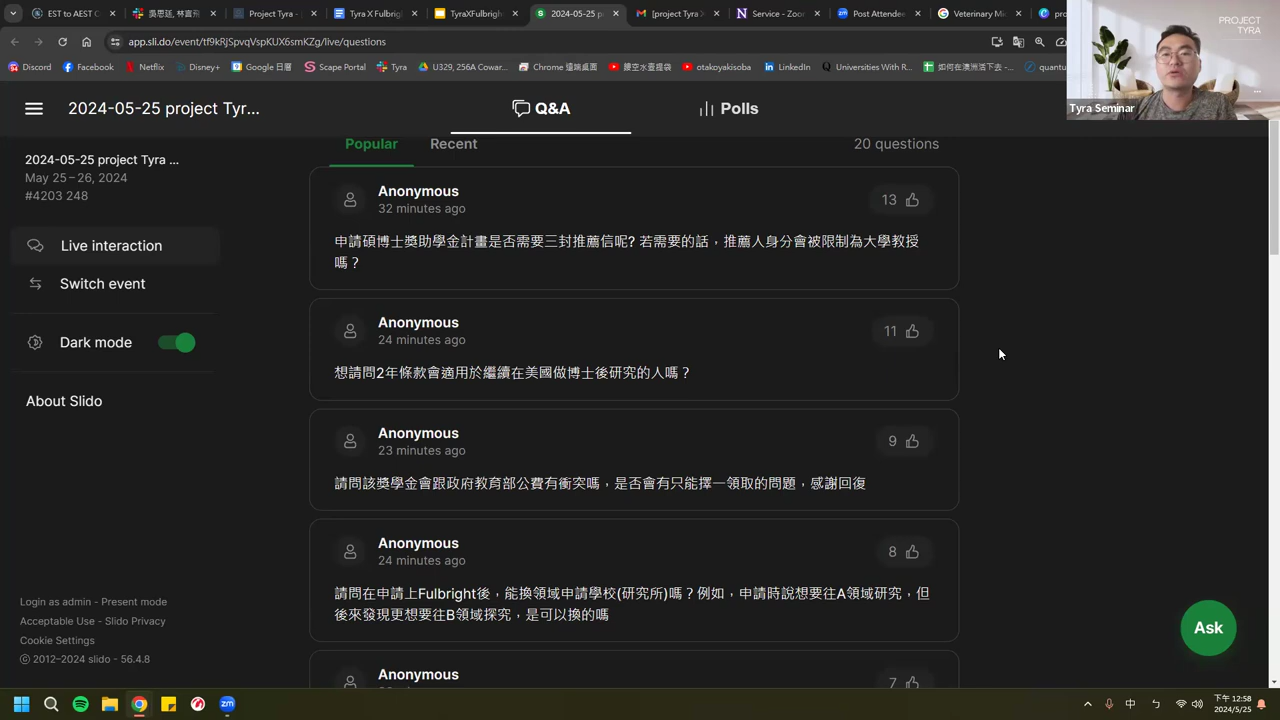 EST to AEST C
吳思廷, 林宣孔
Project Tyra -
Tyra X Fulbrigh
TyraXFulbrigh
2024-05-25 p
[project Tyra X
Service - Zoo
Post Attendee
Veterinary Me
pro
app.sli.do/event/tf9kRjSpvqVspKUX6smKZg/live/questions
Discord
Facebook
Netflix
Disney+
Google 日曆
Scape Portal
Tyra
U329, 259 Cowar...
Chrome 遠端桌面
縷空水壺提袋
otakoyakosoba...
LinkedIn
Universities With R...
如何在澳洲活下去-...
quantu
PROJECT
TYRA
Tyra Seminar
2024-05-25 project Tyr...
Q&A
Polls
2024-05-25 project Tyra ...
May 25 – 26, 2024
#4203 248
Live interaction
Switch event
Dark mode
About Slido
Login as admin - Present mode
Acceptable Use - Slido Privacy
Cookie Settings
© 2012–2024 slido - 56.4.8
Popular
Recent
20 questions
Anonymous
32 minutes ago
13
申請碩博士獎助學金計畫是否需要三封推薦信呢? 若需要的話，推薦人身分會被限制為大學教授
嗎？
Anonymous
24 minutes ago
11
想請問2年條款會適用於繼續在美國做博士後研究的人嗎？
Anonymous
23 minutes ago
9
請問該獎學金會跟政府教育部公費有衝突嗎，是否會有只能擇一領取的問題，感謝回復
Anonymous
24 minutes ago
8
請問在申請上Fulbright後，能換領域申請學校(研究所)嗎？例如，申請時說想要往A領域研究，但
後來發現更想要往B領域探究，是可以換的嗎
Anonymous
7
Ask
中
下午 12:58
2024/5/25